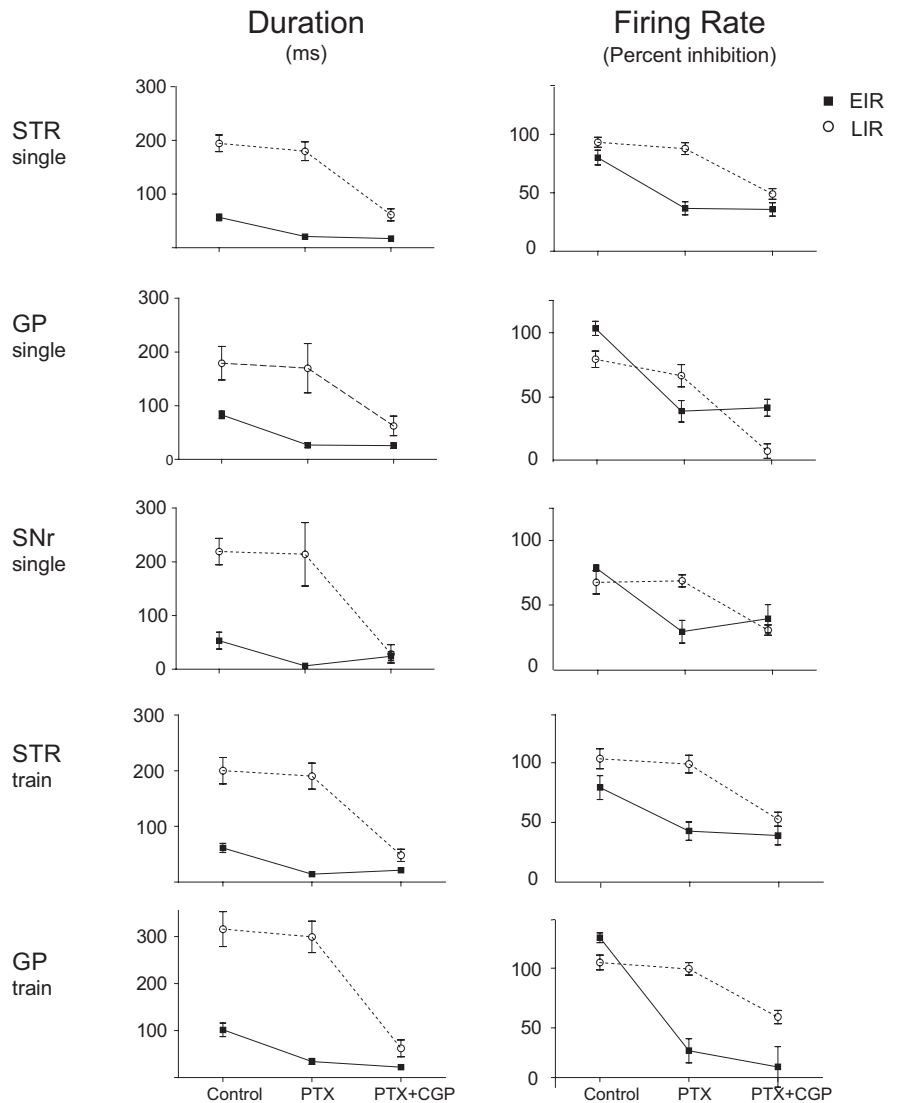 Duration
(ms)
Firing Rate
(Percent inhibition)
EIR
LIR
STR
single
300
200
100
100
50
0
GP
single
300
200
100
0
100
50
0
SNr
single
300
200
100
0
100
50
0
STR
train
300
200
100
100
50
0
GP
train
300
200
100
100
50
0
Control PTX PTX+CGP
Control PTX PTX+CGP